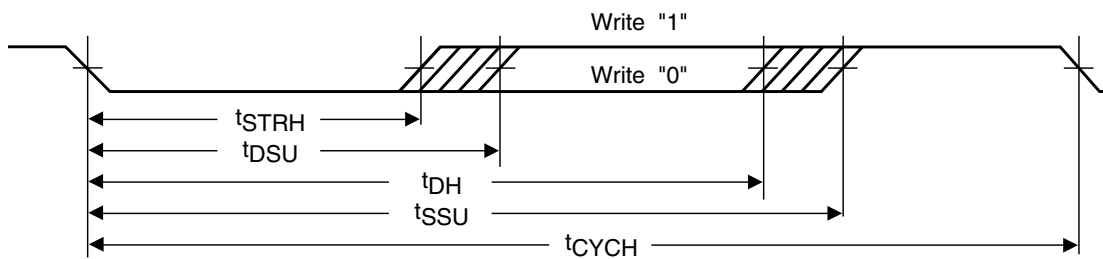 Write "1"
Write "0"
tSTRH
tDSU
tDH
tSSU
tCYCH